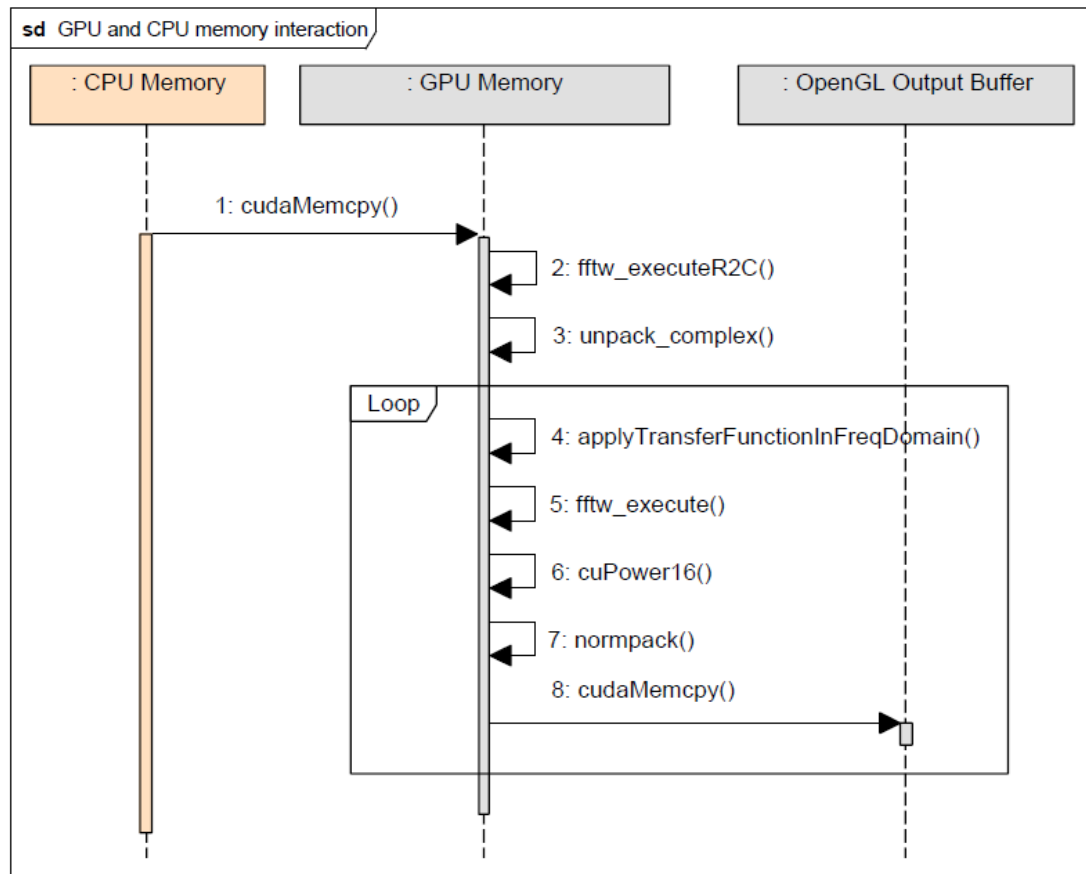 sd GPU and CPU memory interaction
: CPU Memory
: GPU Memory
: OpenGL Output Buffer
1: cudaMemcpy()
2: fftw_executeR2C()
3: unpack_complex()
Loop
4: applyTransferFunctionInFreqDomain()
5: fftw_execute()
6: cuPower16()
7: normpack()
8: cudaMemcpy()